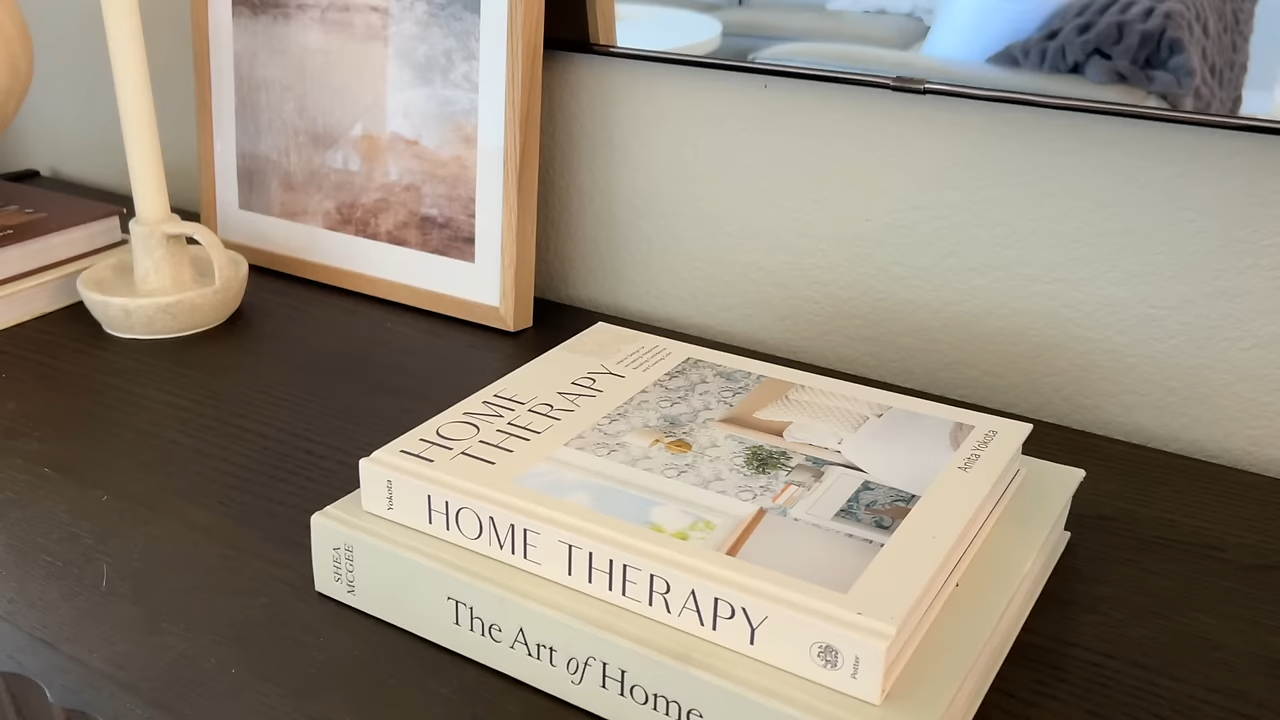 HOME
THERAPY
Anita Yokota
Yokota
HOME THERAPY
Potter
SHEA
MCGEE
The Art of Home